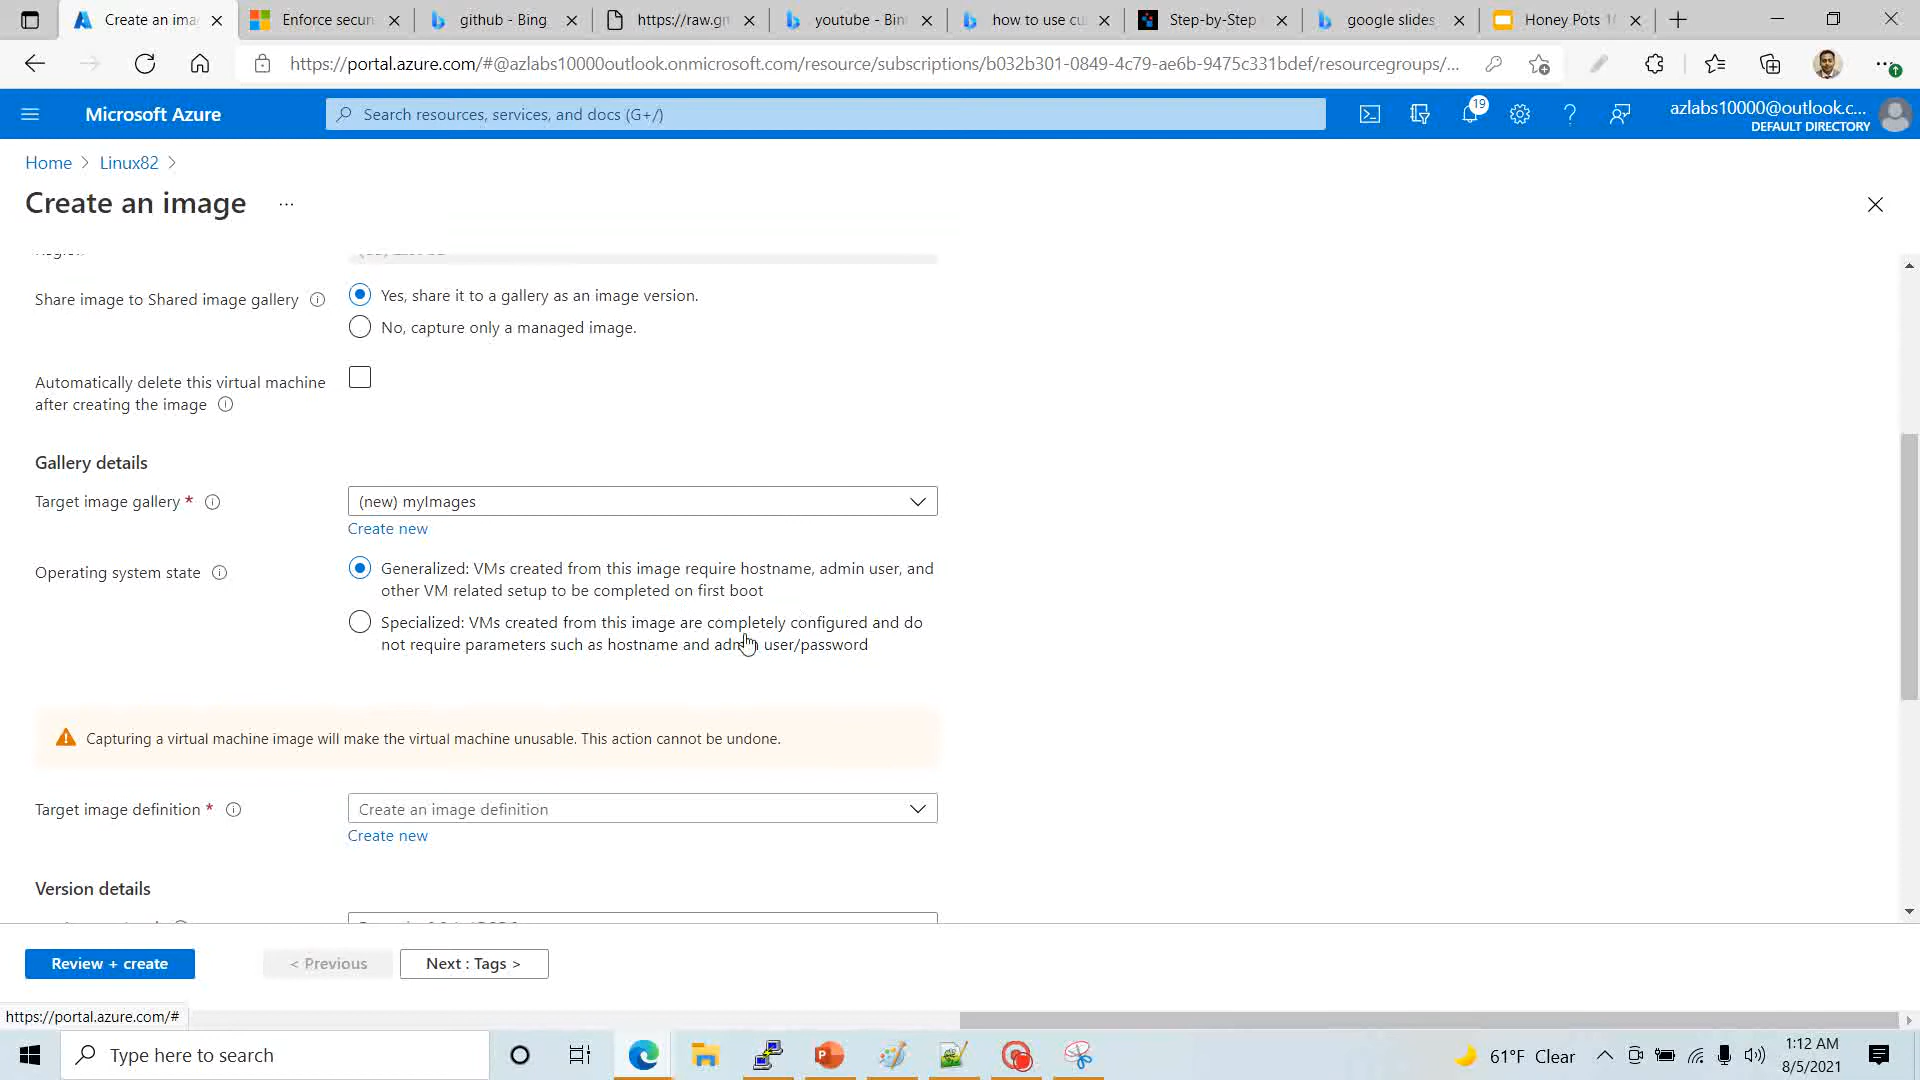 Create an ima
Enforce secur
github - Bing
https://raw.g
youtube - Bin
how to use cu
Step-by-Step
google slides
Honey Pots 1
https://portal.azure.com/#@azlabs10000outlook.onmicrosoft.com/resource/subscriptions/b032b301-0849-4c79-ae6b-9475c331bdef/resourcegroups/...
Microsoft Azure
Search resources, services, and docs (G+/)
19
azlabs10000@outlook.c...
DEFAULT DIRECTORY
Home > Linux82 >
Create an image ...
Share image to Shared image gallery
Yes, share it to a gallery as an image version.
No, capture only a managed image.
Automatically delete this virtual machine
after creating the image
Gallery details
Target image gallery *
(new) myImages
Create new
Operating system state
Generalized: VMs created from this image require hostname, admin user, and
other VM related setup to be completed on first boot
Specialized: VMs created from this image are completely configured and do
not require parameters such as hostname and admin user/password
Capturing a virtual machine image will make the virtual machine unusable. This action cannot be undone.
Target image definition *
Create an image definition
Create new
Version details
Review + create
< Previous
Next : Tags >
https://portal.azure.com/#
Type here to search
61°F Clear
1:12 AM
8/5/2021